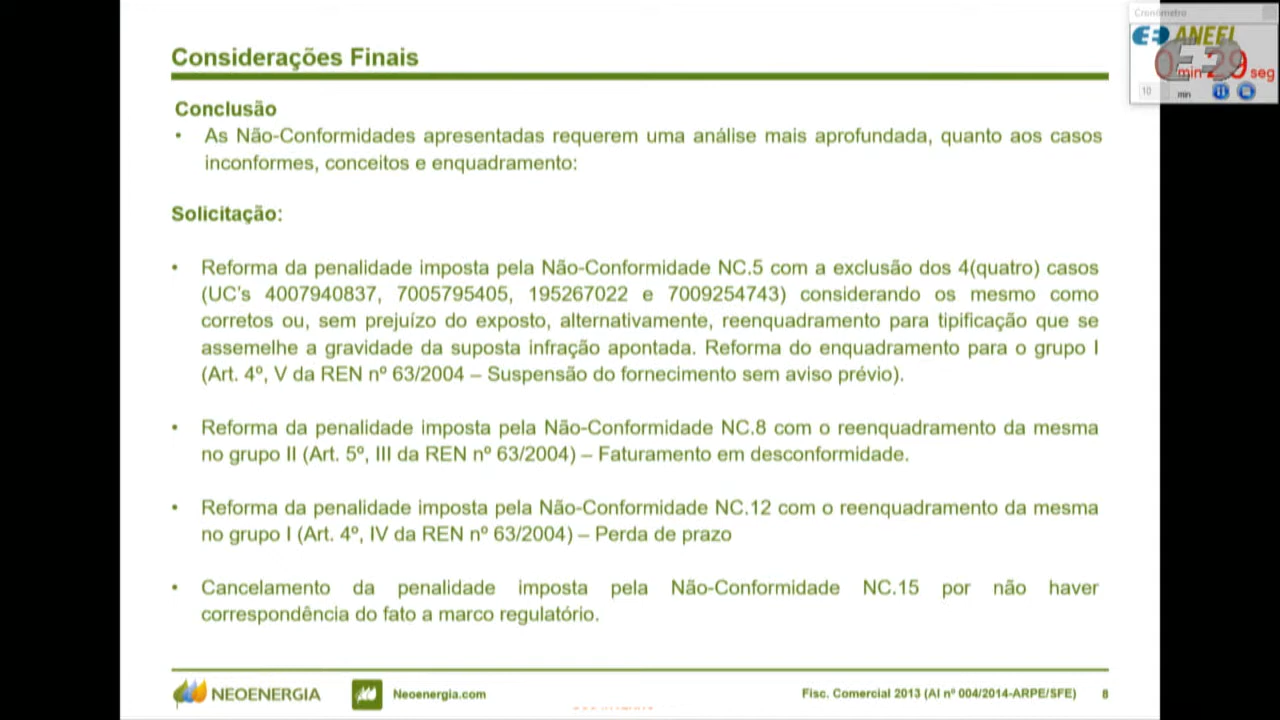 Cronômetro
ANEEL
0 min 29 seg
10 min
Considerações Finais
Conclusão
• As Não-Conformidades apresentadas requerem uma análise mais aprofundada, quanto aos casos
inconformes, conceitos e enquadramento:
Solicitação:
• Reforma da penalidade imposta pela Não-Conformidade NC.5 com a exclusão dos 4(quatro) casos
(UC's 4007940837, 7005795405, 195267022 e 7009254743) considerando os mesmo como
corretos ou, sem prejuízo do exposto, alternativamente, reenquadramento para tipificação que se
assemelhe a gravidade da suposta infração apontada. Reforma do enquadramento para o grupo I
(Art. 4º, V da REN nº 63/2004 – Suspensão do fornecimento sem aviso prévio).
• Reforma da penalidade imposta pela Não-Conformidade NC.8 com o reenquadramento da mesma
no grupo II (Art. 5º, III da REN nº 63/2004) – Faturamento em desconformidade.
• Reforma da penalidade imposta pela Não-Conformidade NC.12 com o reenquadramento da mesma
no grupo I (Art. 4º, IV da REN nº 63/2004) – Perda de prazo
• Cancelamento da penalidade imposta pela Não-Conformidade NC.15 por não haver
correspondência do fato a marco regulatório.
NEOENERGIA Neoenergia.com Fisc. Comercial 2013 (AI nº 004/2014-ARPE/SFE) 8